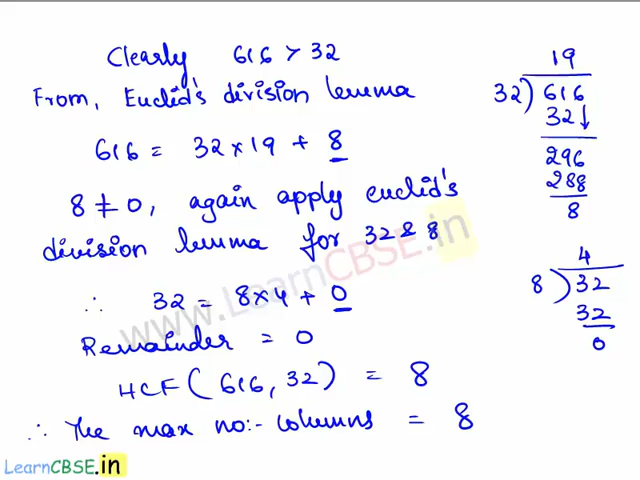 Clearly 616 > 32
From, Euclid's division lemma
616 = 32 × 19 + 8
8 ≠ 0, again apply euclid's
division lemma for 32 & 8
∴ 32 = 8 × 4 + 0
Remainder = 0
HCF ( 616, 32 ) = 8
∴ The max no:- columns = 8
19
32 ) 616
32↓
296
288
8
4
8 ) 32
32
0
www.LearnCBSE.in
LearnCBSE.in